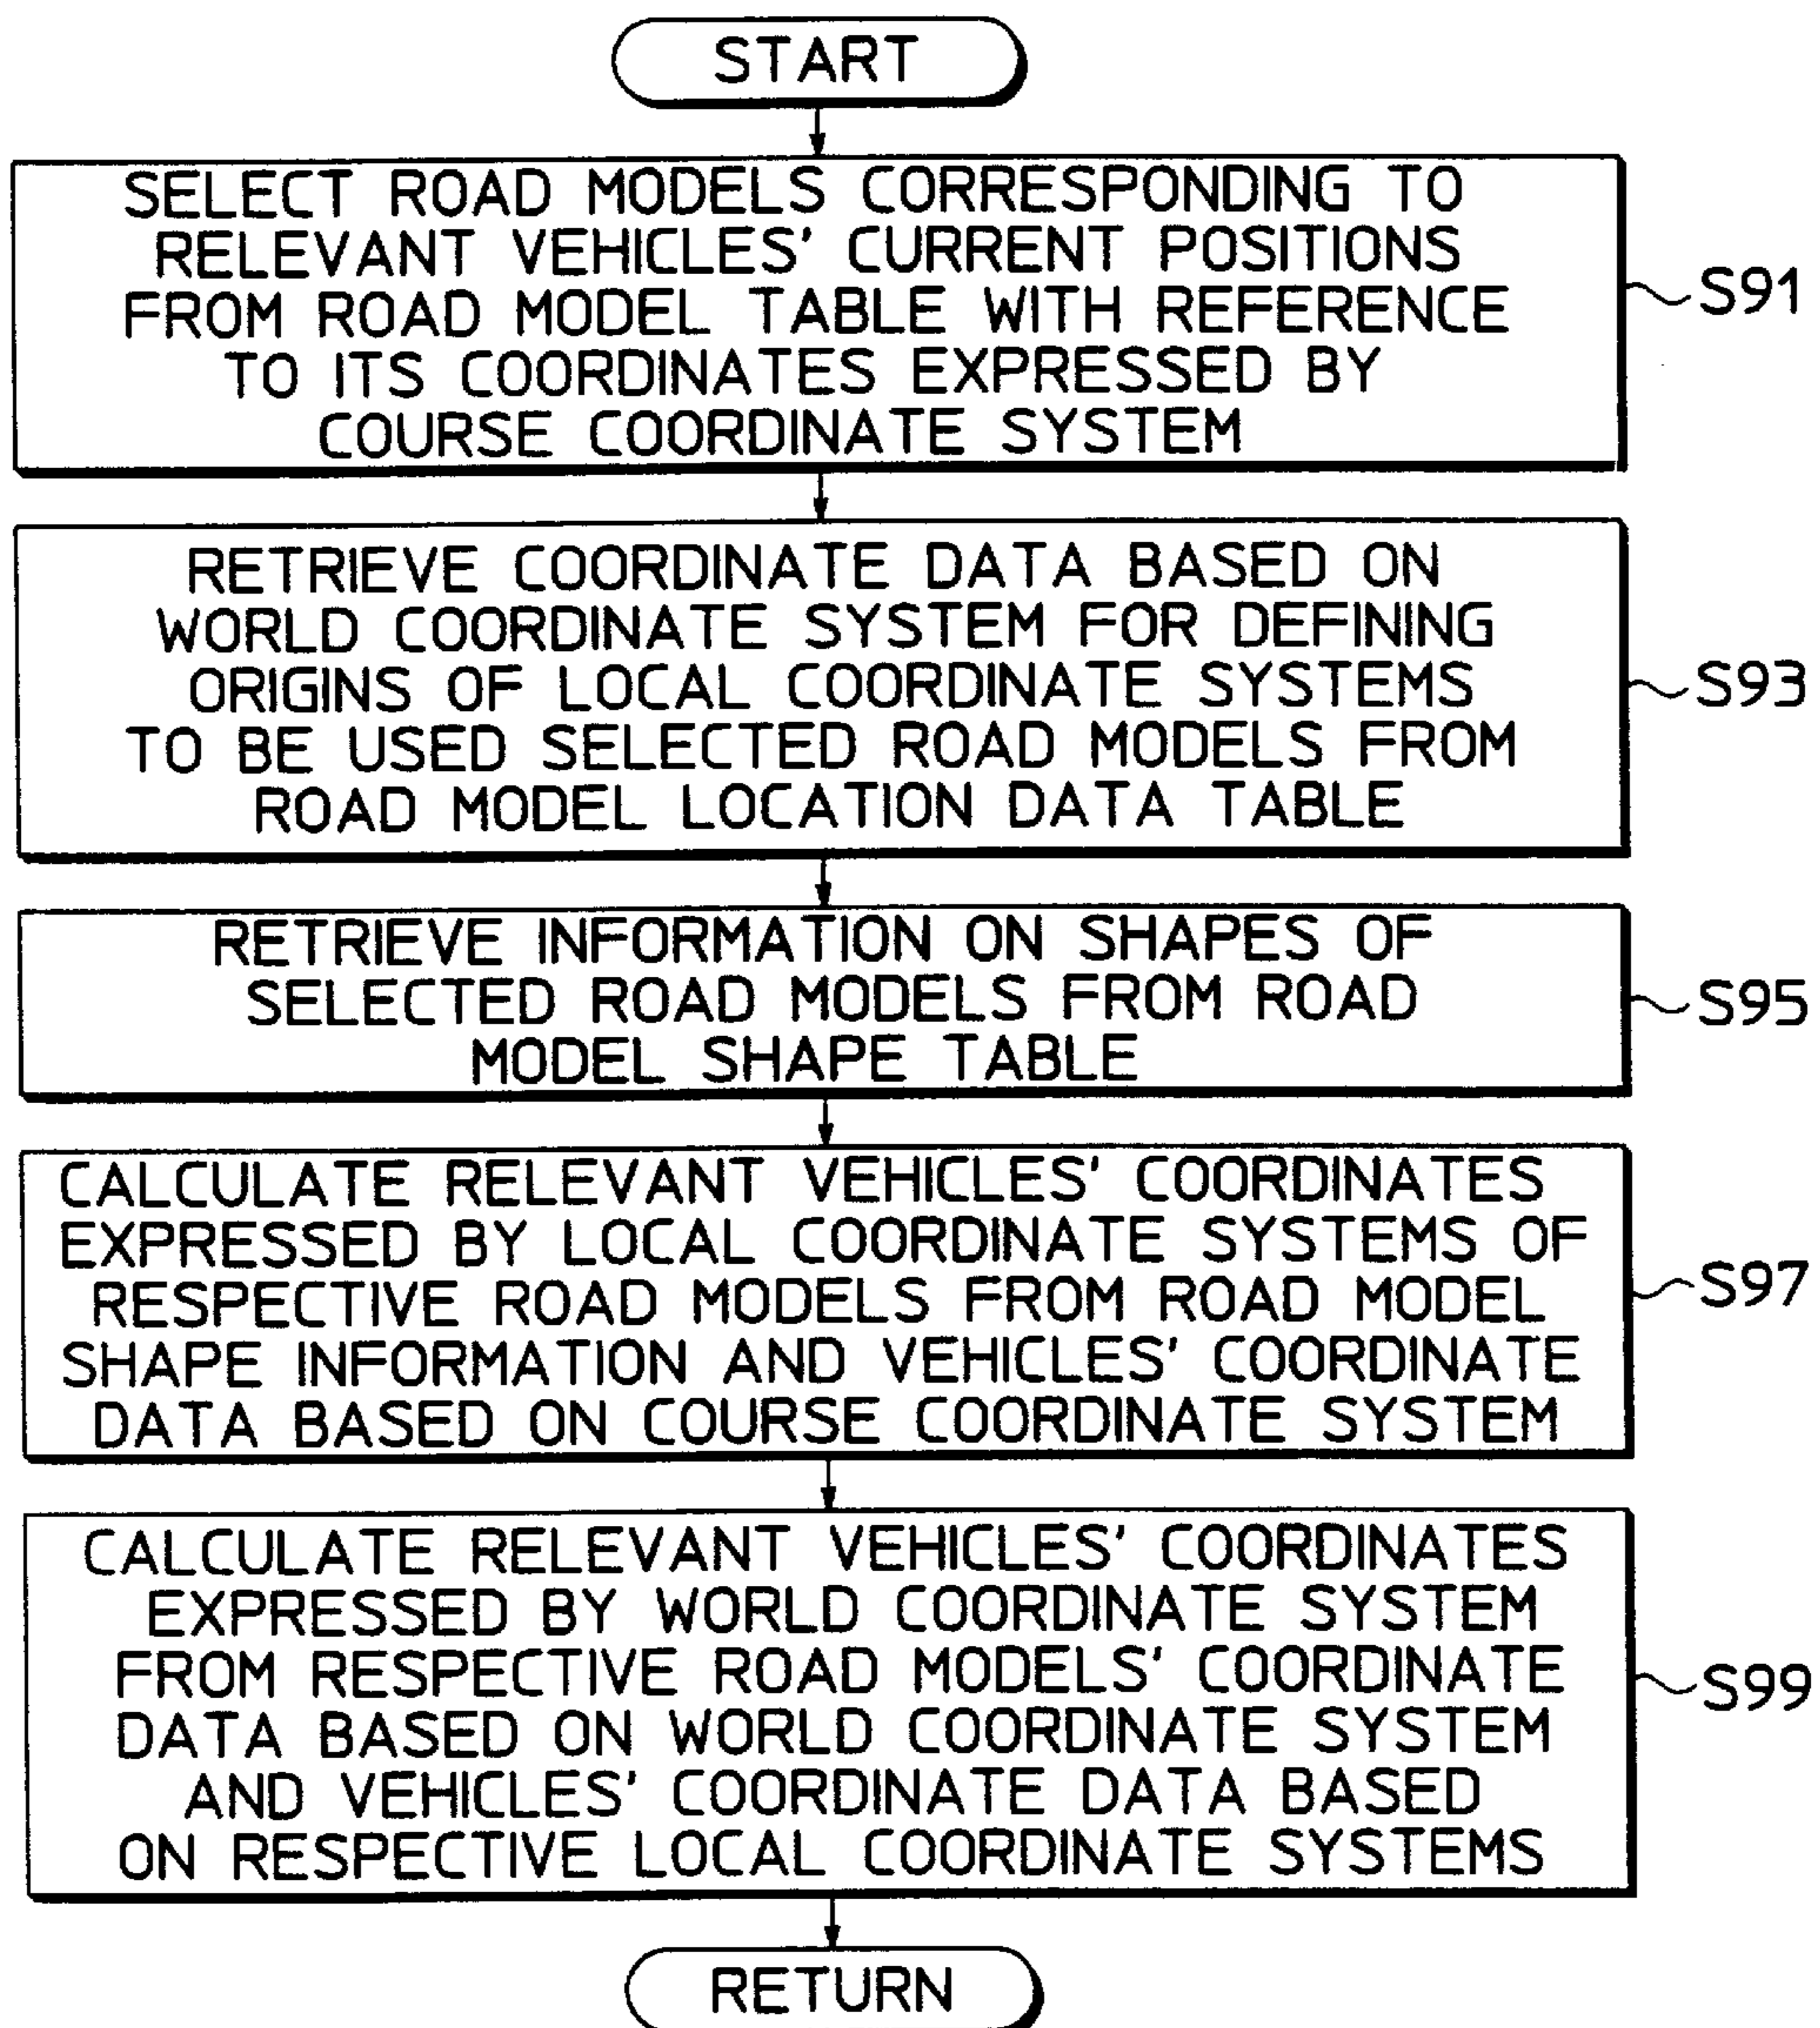 START
SELECT ROAD MODELS CORRESPONDING TO
RELEVANT VEHICLES' CURRENT POSITIONS
FROM ROAD MODEL TABLE WITH REFERENCE
TO ITS COORDINATES EXPRESSED BY
COURSE COORDINATE SYSTEM
S91
RETRIEVE COORDINATE DATA BASED ON
WORLD COORDINATE SYSTEM FOR DEFINING
ORIGINS OF LOCAL COORDINATE SYSTEMS
TO BE USED SELECTED ROAD MODELS FROM
ROAD MODEL LOCATION DATA TABLE
S93
RETRIEVE INFORMATION ON SHAPES OF
SELECTED ROAD MODELS FROM ROAD
MODEL SHAPE TABLE
S95
CALCULATE RELEVANT VEHICLES' COORDINATES
EXPRESSED BY LOCAL COORDINATE SYSTEMS OF
RESPECTIVE ROAD MODELS FROM ROAD MODEL
SHAPE INFORMATION AND VEHICLES' COORDINATE
DATA BASED ON COURSE COORDINATE SYSTEM
S97
CALCULATE RELEVANT VEHICLES' COORDINATES
EXPRESSED BY WORLD COORDINATE SYSTEM
FROM RESPECTIVE ROAD MODELS' COORDINATE
DATA BASED ON WORLD COORDINATE SYSTEM
AND VEHICLES' COORDINATE DATA BASED
ON RESPECTIVE LOCAL COORDINATE SYSTEMS
S99
RETURN